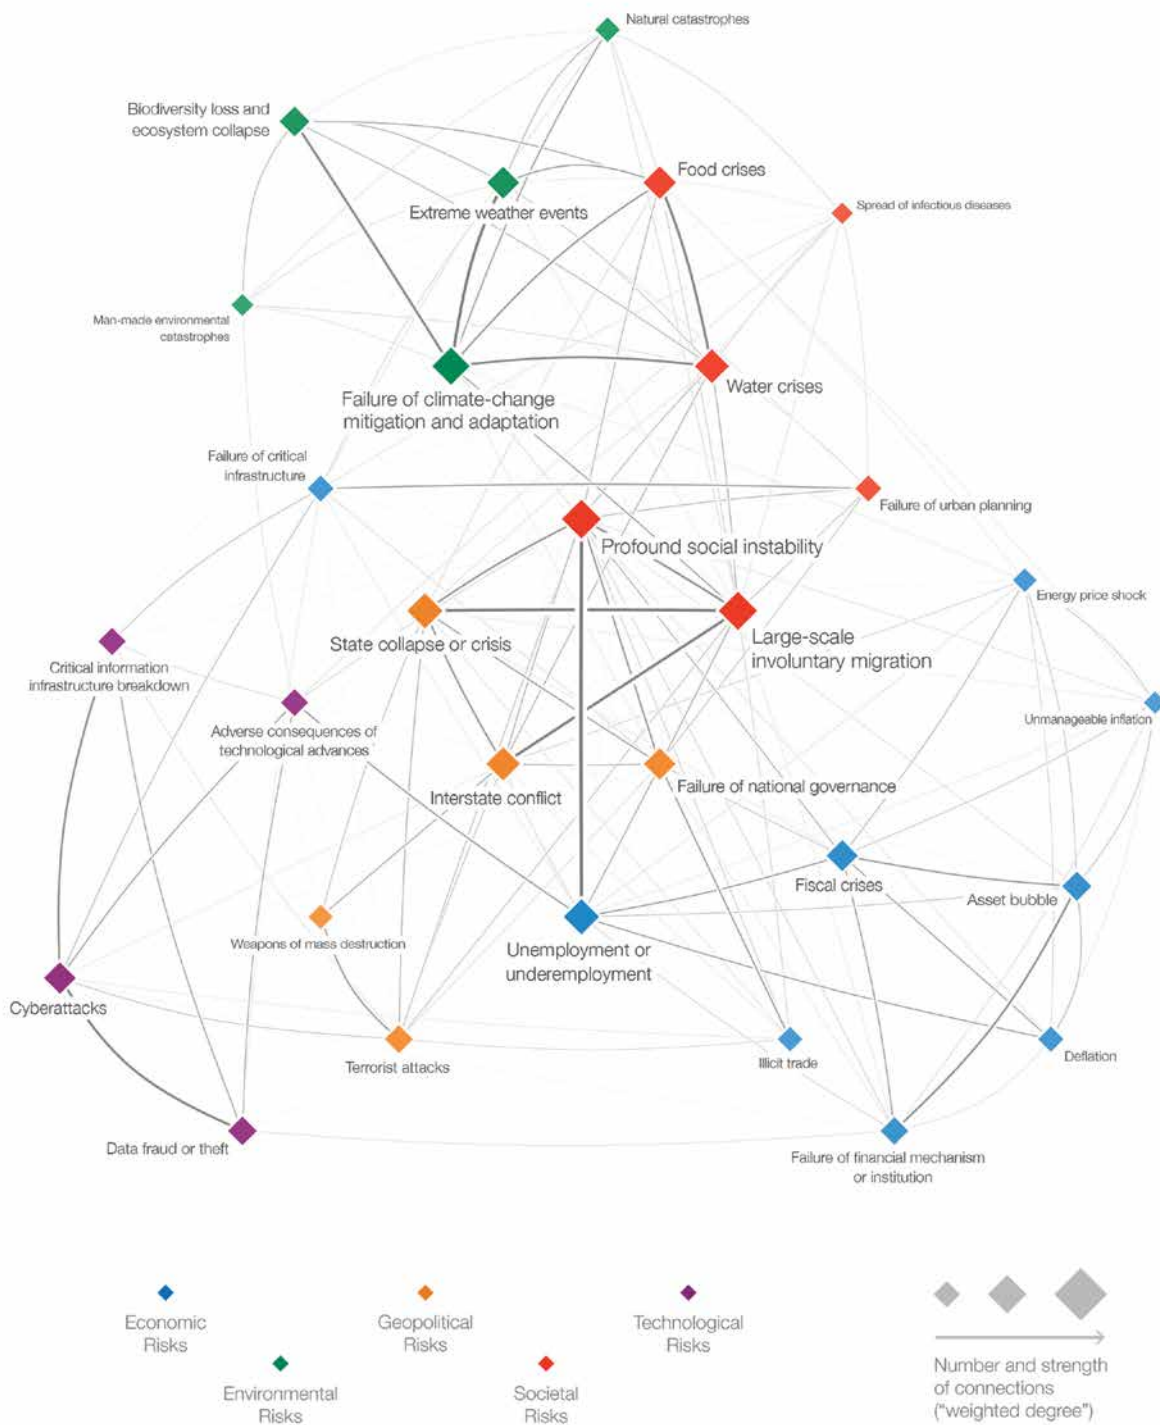 Natural catastrophes
Biodiversity loss and
ecosystem collapse
Food crises
Extreme weather events
Spread of infectious diseases
Man-made environmental
catastrophes
Water crises
Failure of climate-change
mitigation and adaptation
Failure of critical
infrastructure
Failure of urban planning
Profound social instability
Energy price shock
State collapse or crisis
Large-scale
involuntary migration
Critical information
infrastructure breakdown
Unmanageable inflation
Adverse consequences of
technological advances
Interstate conflict
Failure of national governance
Fiscal crises
Asset bubble
Weapons of mass destruction
Unemployment or
underemployment
Cyberattacks
Terrorist attacks
Illicit trade
Deflation
Data fraud or theft
Failure of financial mechanism
or institution
Economic
Risks
Geopolitical
Risks
Technological
Risks
Environmental
Risks
Societal
Risks
Number and strength
of connections
("weighted degree")